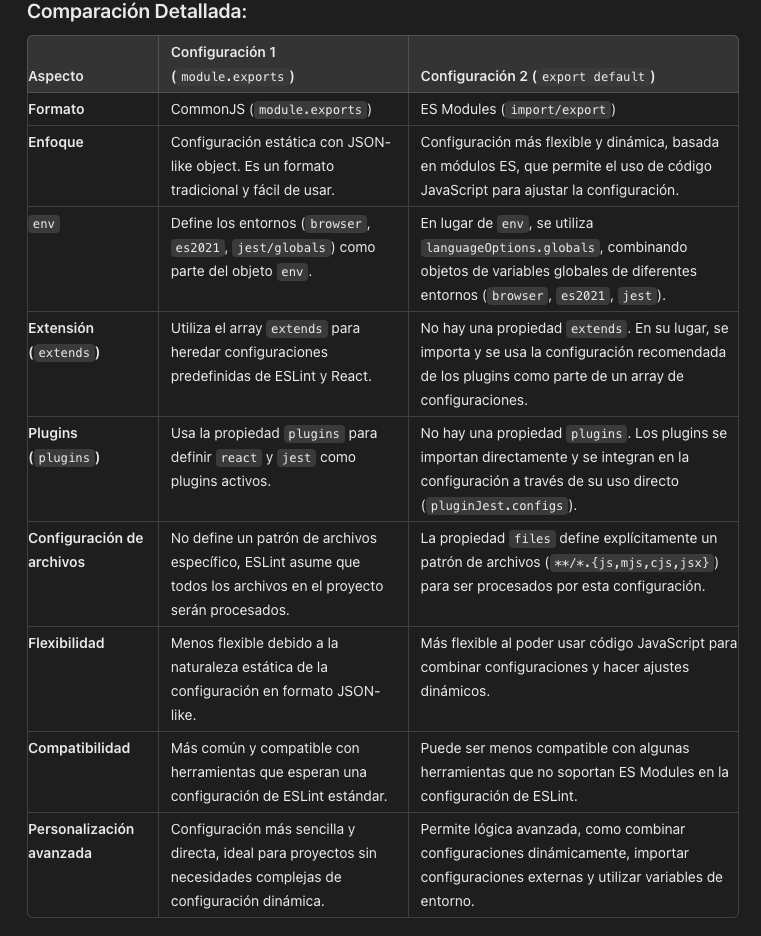 Comparación Detallada:
Configuración 1
Aspecto
( module.exports )
Configuración 2 ( export default )
Formato
CommonJS ( module.exports )
ES Modules ( import/export )
Enfoque
Configuración estática con JSON-
like object. Es un formato
tradicional y fácil de usar.
Configuración más flexible y dinámica, basada
en módulos ES, que permite el uso de código
JavaScript para ajustar la configuración.
env
Define los entornos ( browser ,
es2021 , jest/globals ) como
parte del objeto env .
En lugar de env , se utiliza
languageOptions.globals , combinando
objetos de variables globales de diferentes
entornos ( browser , es2021 , jest ).
Extensión
( extends )
Utiliza el array extends para
heredar configuraciones
predefinidas de ESLint y React.
No hay una propiedad extends . En su lugar, se
importa y se usa la configuración recomendada
de los plugins como parte de un array de
configuraciones.
Plugins
( plugins )
Usa la propiedad plugins para
definir react y jest como
plugins activos.
No hay una propiedad plugins . Los plugins se
importan directamente y se integran en la
configuración a través de su uso directo
( pluginJest.configs ).
Configuración de
archivos
No define un patrón de archivos
específico, ESLint asume que
todos los archivos en el proyecto
serán procesados.
La propiedad files define explícitamente un
patrón de archivos ( **/*.{js,mjs,cjs,jsx} )
para ser procesados por esta configuración.
Flexibilidad
Menos flexible debido a la
naturaleza estática de la
configuración en formato JSON-
like.
Más flexible al poder usar código JavaScript para
combinar configuraciones y hacer ajustes
dinámicos.
Compatibilidad
Más común y compatible con
herramientas que esperan una
configuración de ESLint estándar.
Puede ser menos compatible con algunas
herramientas que no soportan ES Modules en la
configuración de ESLint.
Personalización
avanzada
Configuración más sencilla y
directa, ideal para proyectos sin
necesidades complejas de
configuración dinámica.
Permite lógica avanzada, como combinar
configuraciones dinámicamente, importar
configuraciones externas y utilizar variables de
entorno.